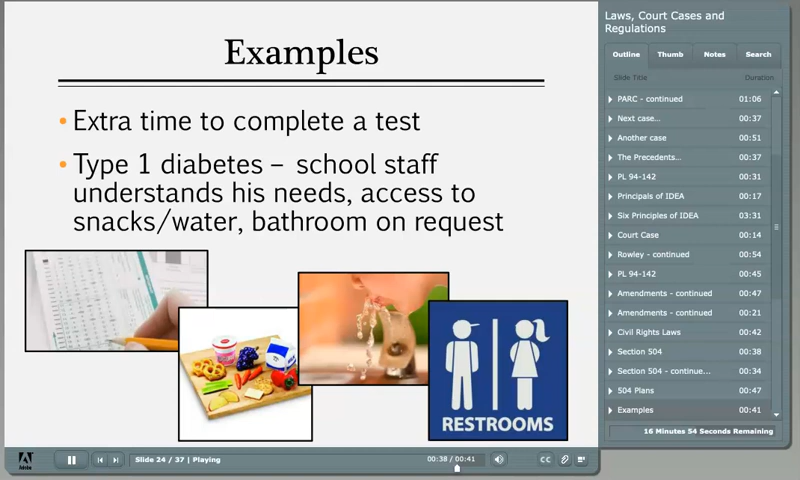 Examples
• Extra time to complete a test
• Type 1 diabetes – school staff
understands his needs, access to
snacks/water, bathroom on request
RESTROOMS
Laws, Court Cases and
Regulations
Outline Thumb Notes Search
Slide Title Duration
PARC - continued 01:06
Next case... 00:37
Another case 00:51
The Precedents... 00:37
PL 94-142 00:31
Principals of IDEA 00:17
Six Principles of IDEA 03:31
Court Case 00:14
Rowley - continued 00:54
PL 94-142 00:45
Amendments - continued 00:47
Amendments - continued 00:21
Civil Rights Laws 00:42
Section 504 00:38
Section 504 - continue... 00:34
504 Plans 00:47
Examples 00:41
16 Minutes 54 Seconds Remaining
Adobe
Slide 24 / 37 | Playing
00:38 / 00:41
CC